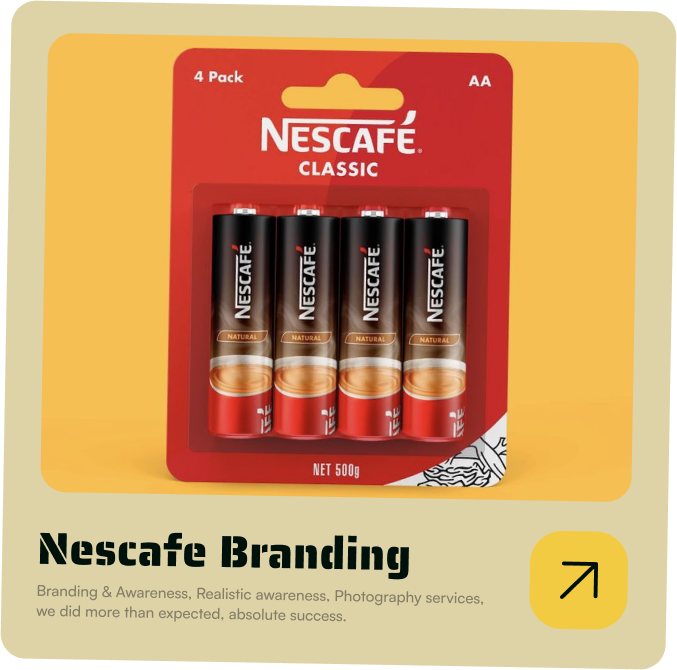 4 Pack
AA
NESCAFÉ
CLASSIC
NESCAFÉ
NESCAFÉ
NESCAFÉ
NESCAFÉ
NATURAL
NATURAL
NATURAL
NATURAL
NET 500g
Nescafe Branding
Branding & Awareness, Realistic awareness, Photography services,
we did more than expected, absolute success.